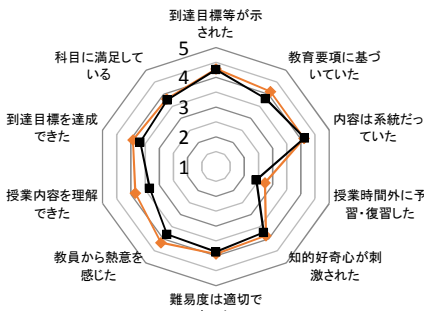 到達目標等が示
された
教育要項に基づ
いていた
内容は系統だっ
ていた
授業時間外に予
習・復習した
知的好奇心が刺
激された
難易度は適切で
教員から熱意を
感じた
授業内容を理解
できた
到達目標を達成
できた
科目に満足して
いる
5
4
3
2
1